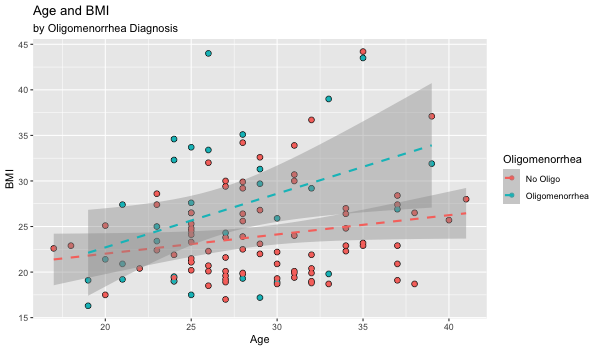 Age and BMI
by Oligomenorrhea Diagnosis
45
40
35
30
25
20
15
BMI
20
25
30
35
40
Age
Oligomenorrhea
No Oligo
Oligomenorrhea